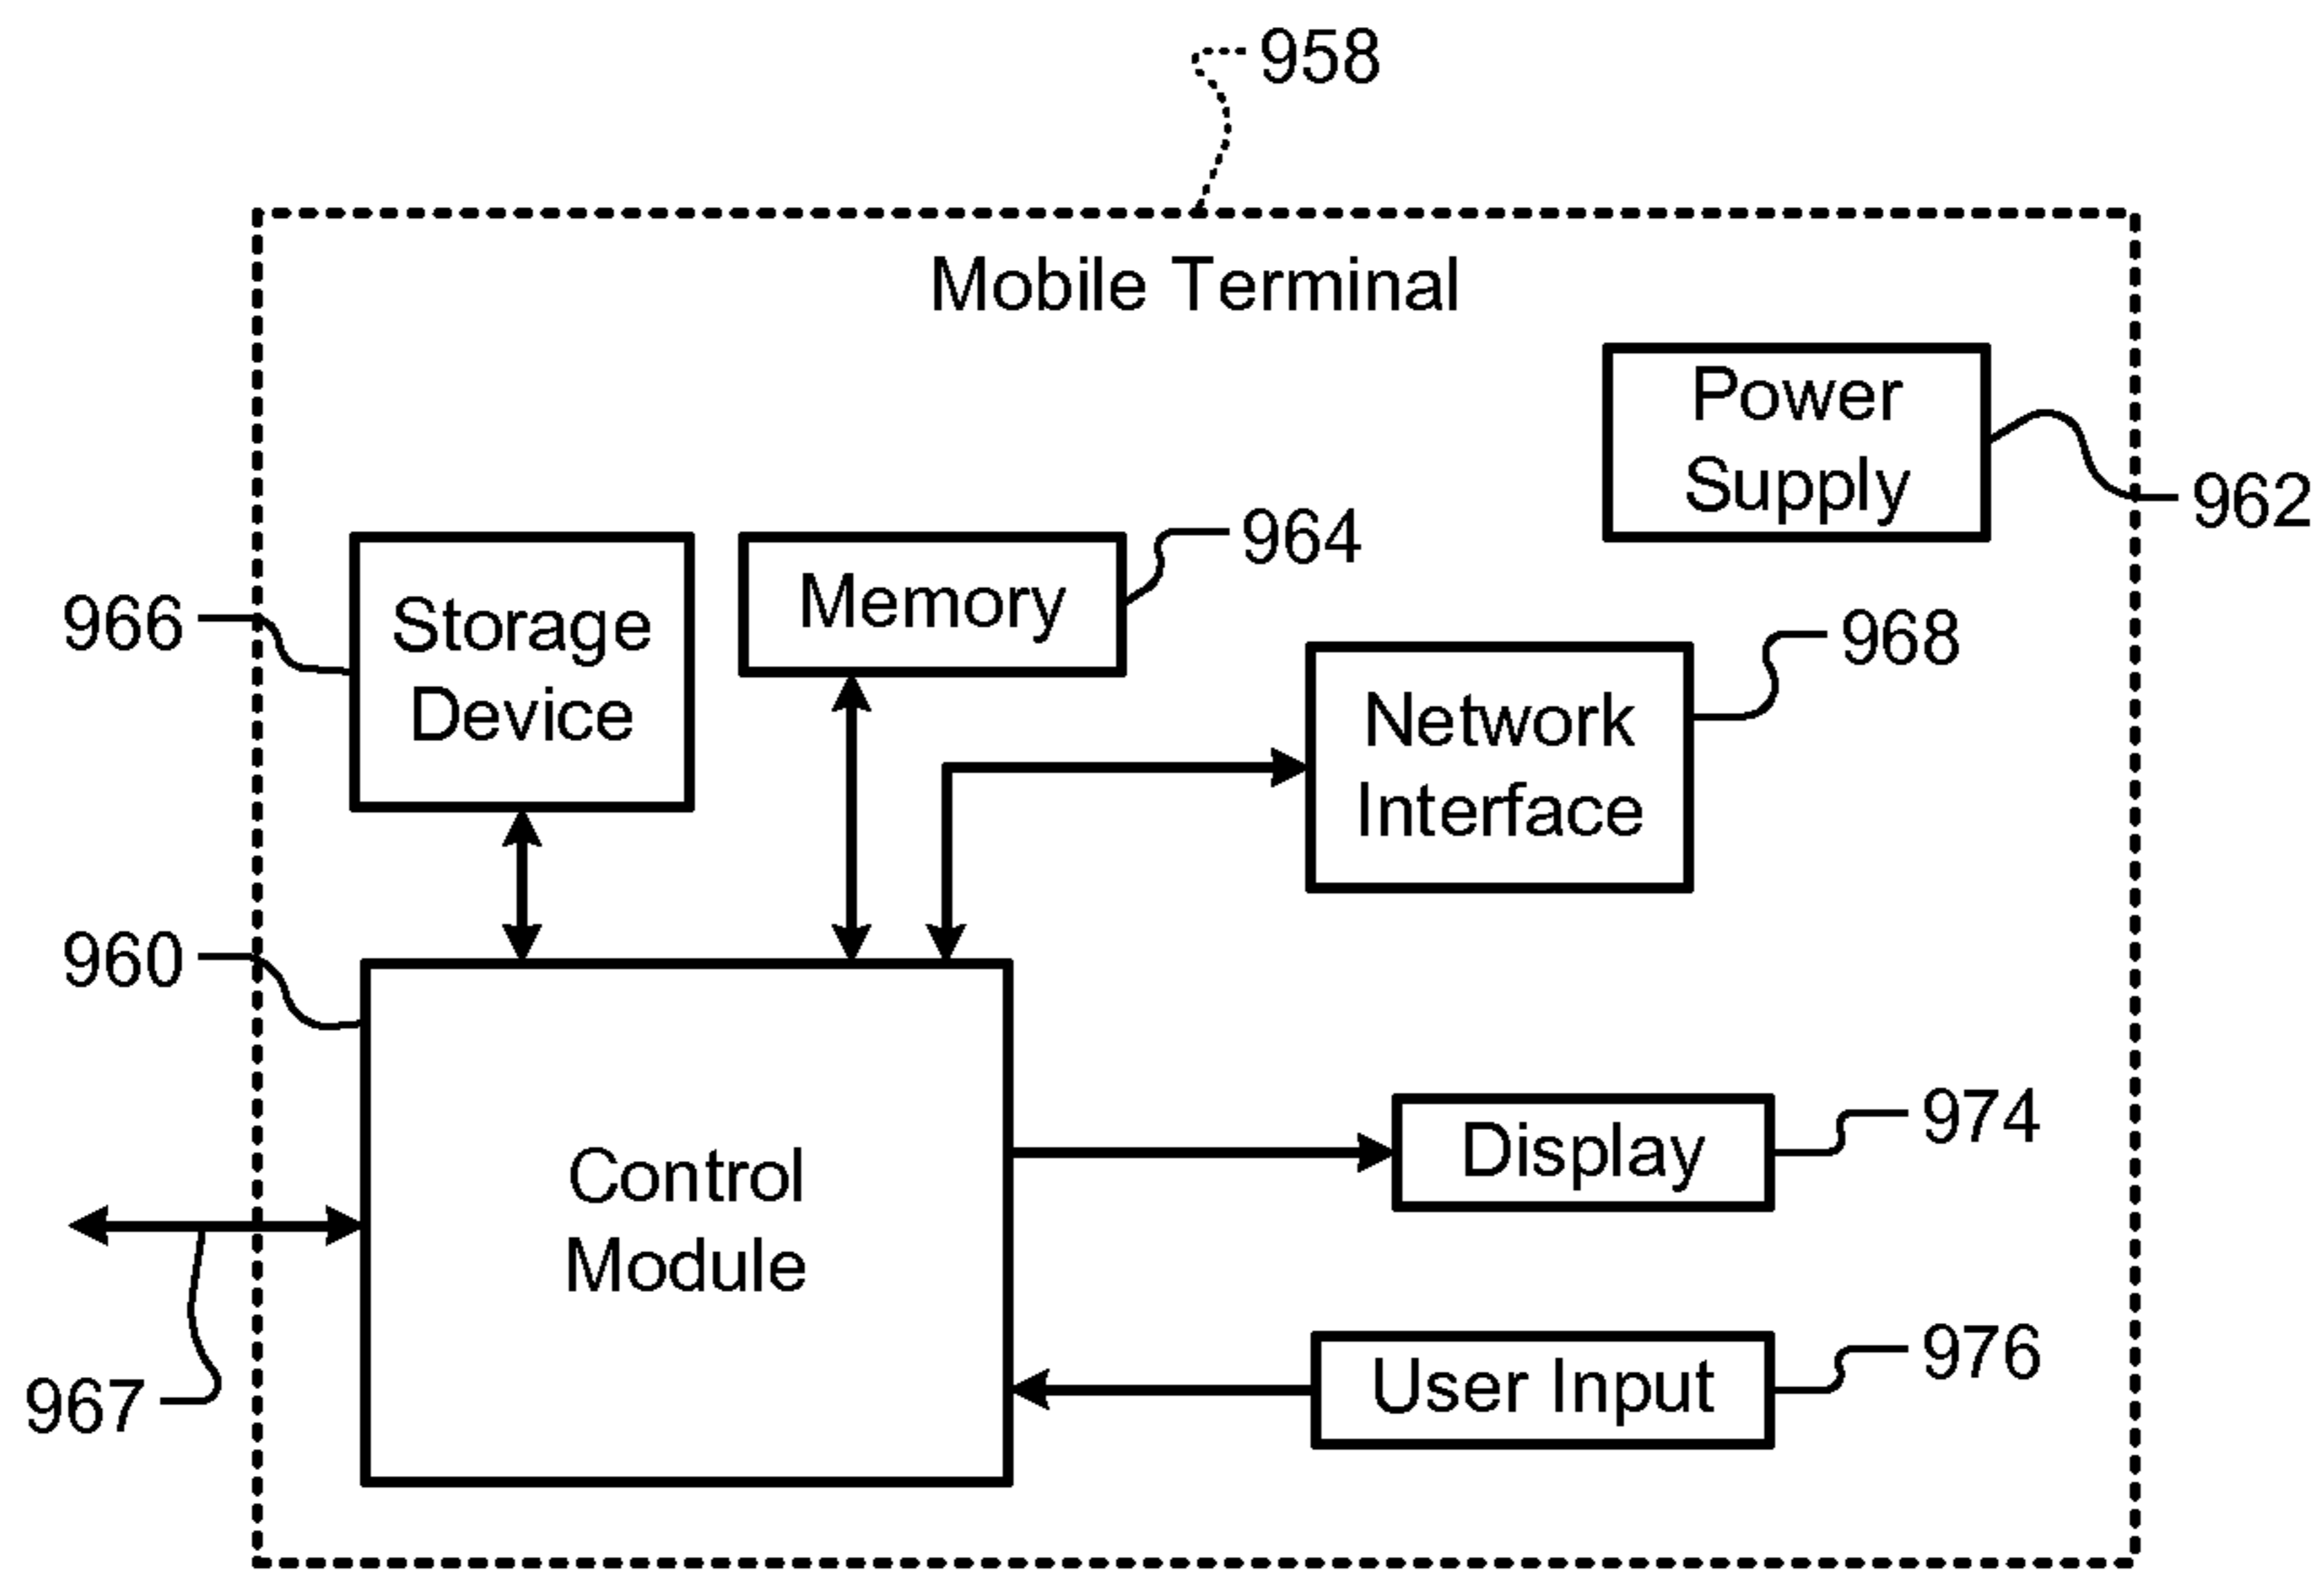 958
Mobile Terminal
Power
Supply
962
964
Memory
966
Storage
Device
968
Network
Interface
960
Control
Module
974
Display
967
976
User Input